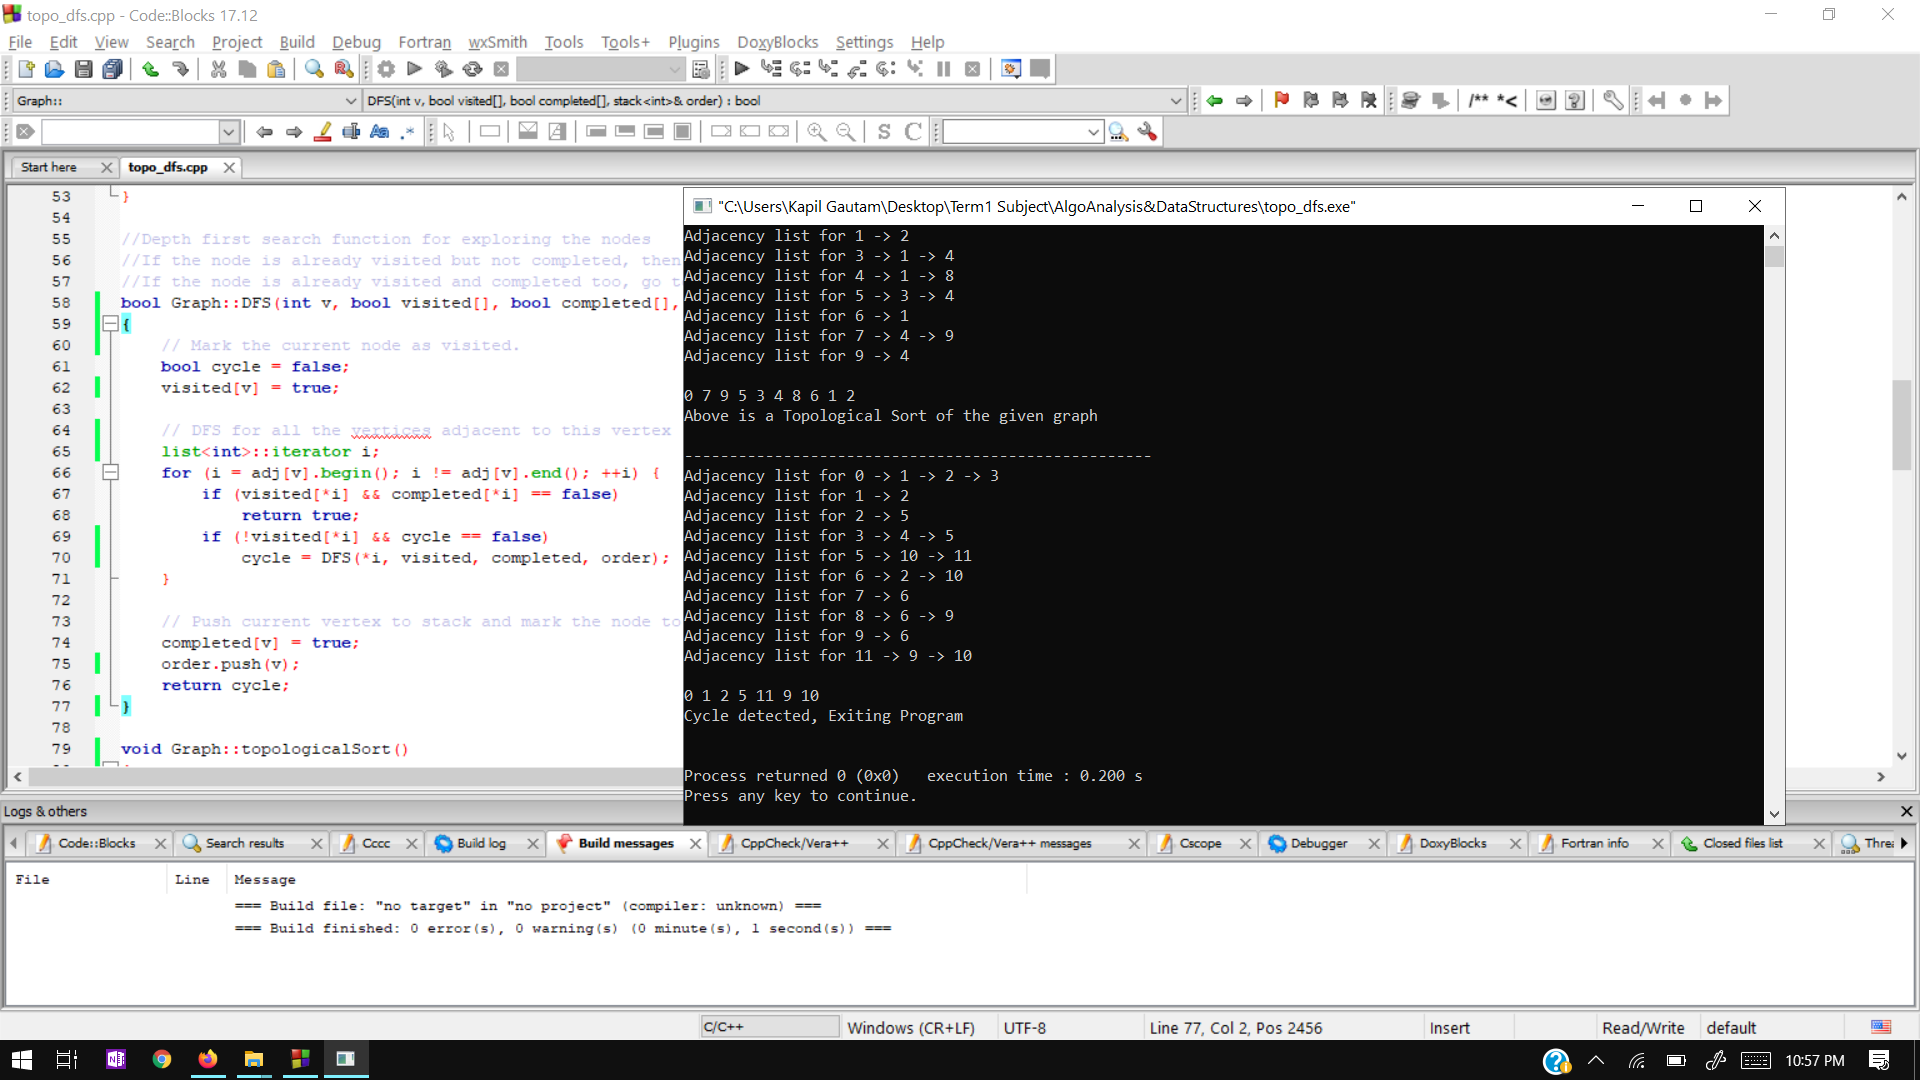 topo_dfs.cpp - Code::Blocks 17.12
File Edit View Search Project Build Debug Fortran wxSmith Tools Tools+ Plugins DoxyBlocks Settings Help
Graph:: DFS(int v, bool visited[], bool completed[], stack<int>& order) : bool
/** *<
Start here topo_dfs.cpp
53 }
54
55 //Depth first search function for exploring the nodes
56 //If the node is already visited but not completed, then
57 //If the node is already visited and completed too, go t
58 bool Graph::DFS(int v, bool visited[], bool completed[],
59 {
60 // Mark the current node as visited.
61 bool cycle = false;
62 visited[v] = true;
63
64 // DFS for all the vertices adjacent to this vertex
65 list<int>::iterator i;
66 for (i = adj[v].begin(); i != adj[v].end(); ++i) {
67 if (visited[*i] && completed[*i] == false)
68 return true;
69 if (!visited[*i] && cycle == false)
70 cycle = DFS(*i, visited, completed, order);
71 }
72
73 // Push current vertex to stack and mark the node to
74 completed[v] = true;
75 order.push(v);
76 return cycle;
77 }
78
79 void Graph::topologicalSort()
"C:\Users\Kapil Gautam\Desktop\Term1 Subject\AlgoAnalysis&DataStructures\topo_dfs.exe"
Adjacency list for 1 -> 2
Adjacency list for 3 -> 1 -> 4
Adjacency list for 4 -> 1 -> 8
Adjacency list for 5 -> 3 -> 4
Adjacency list for 6 -> 1
Adjacency list for 7 -> 4 -> 9
Adjacency list for 9 -> 4
0 7 9 5 3 4 8 6 1 2
Above is a Topological Sort of the given graph
----------------------------------------------------
Adjacency list for 0 -> 1 -> 2 -> 3
Adjacency list for 1 -> 2
Adjacency list for 2 -> 5
Adjacency list for 3 -> 4 -> 5
Adjacency list for 5 -> 10 -> 11
Adjacency list for 6 -> 2 -> 10
Adjacency list for 7 -> 6
Adjacency list for 8 -> 6 -> 9
Adjacency list for 9 -> 6
Adjacency list for 11 -> 9 -> 10
0 1 2 5 11 9 10
Cycle detected, Exiting Program
Process returned 0 (0x0) execution time : 0.200 s
Press any key to continue.
Logs & others
Code::Blocks Search results Cccc Build log Build messages CppCheck/Vera++ CppCheck/Vera++ messages Cscope Debugger DoxyBlocks Fortran info Closed files list Threa
File Line Message
=== Build file: "no target" in "no project" (compiler: unknown) ===
=== Build finished: 0 error(s), 0 warning(s) (0 minute(s), 1 second(s)) ===
C/C++ Windows (CR+LF) UTF-8 Line 77, Col 2, Pos 2456 Insert Read/Write default
10:57 PM